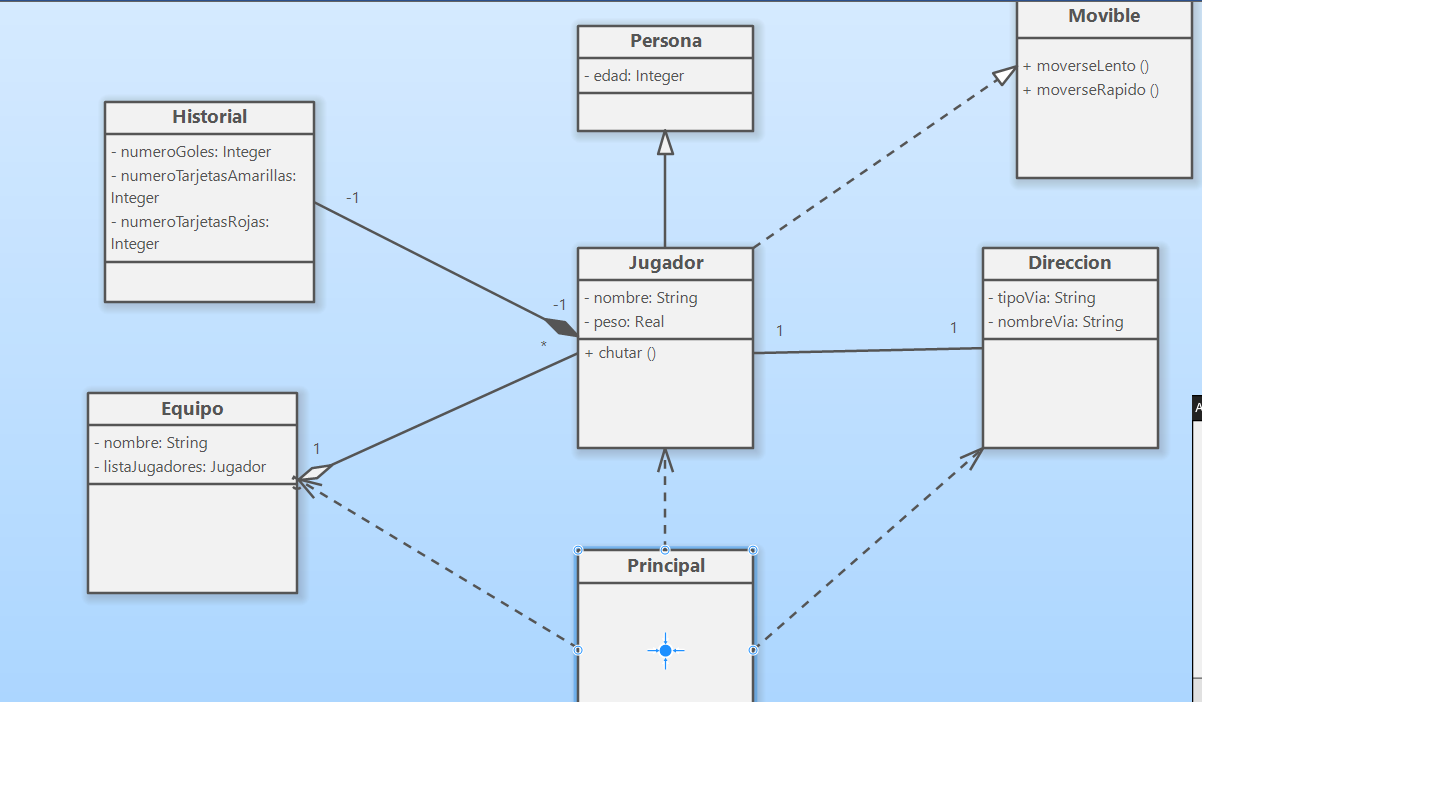 Movible
+ moverseLento ()
+ moverseRapido ()
Persona
- edad: Integer
Historial
- numeroGoles: Integer
- numeroTarjetasAmarillas:
Integer
- numeroTarjetasRojas:
Integer
-1
-1
*
Jugador
- nombre: String
- peso: Real
+ chutar ()
1
1
Direccion
- tipoVia: String
- nombreVia: String
Equipo
- nombre: String
- listaJugadores: Jugador
1
Principal
A